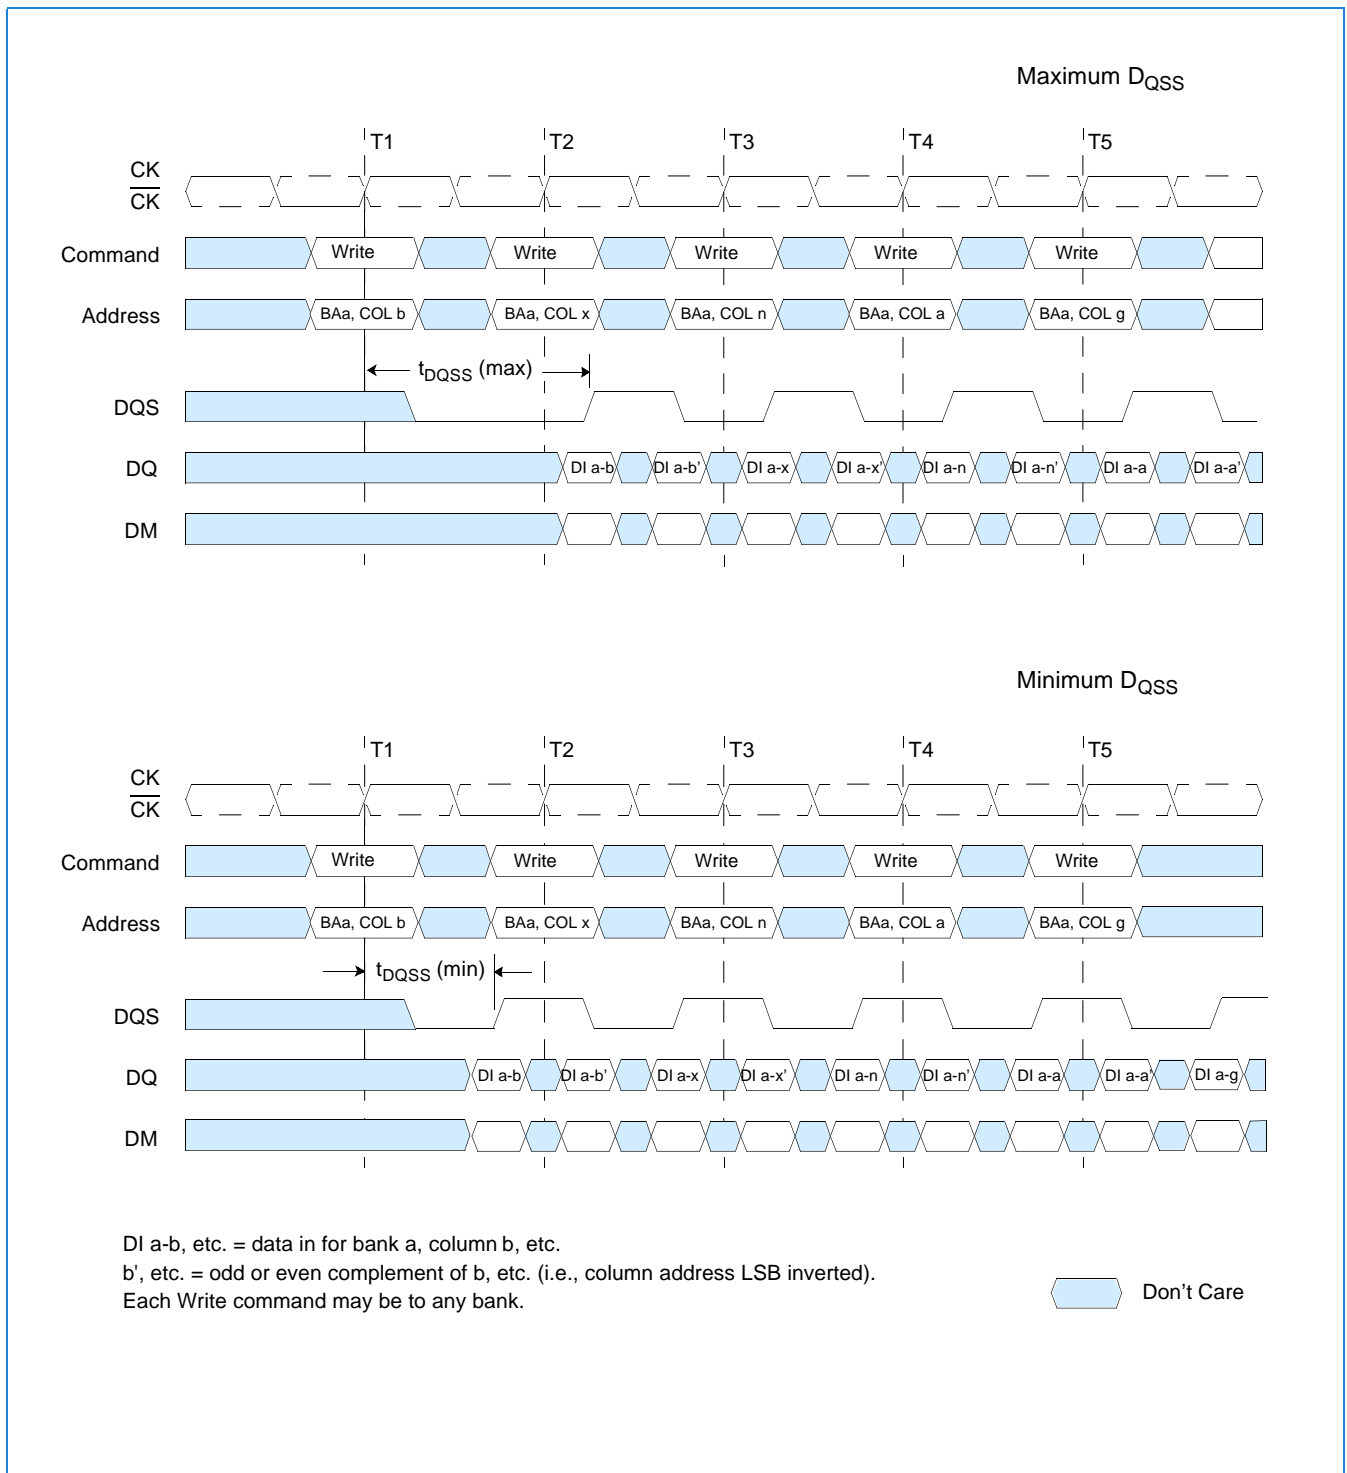 Maximum DQSS
T1 T2 T3 T4 T5
CK
CK
Command Write Write Write Write Write
Address BAa, COL b BAa, COL x BAa, COL n BAa, COL a BAa, COL g
tDQSS (max)
DQS
DQ DI a-b DI a-b' DI a-x DI a-x' DI a-n DI a-n' DI a-a DI a-a'
DM
Minimum DQSS
T1 T2 T3 T4 T5
CK
CK
Command Write Write Write Write Write
Address BAa, COL b BAa, COL x BAa, COL n BAa, COL a BAa, COL g
tDQSS (min)
DQS
DQ DI a-b DI a-b' DI a-x DI a-x' DI a-n DI a-n' DI a-a DI a-a' DI a-g
DM
DI a-b, etc. = data in for bank a, column b, etc.
b', etc. = odd or even complement of b, etc. (i.e., column address LSB inverted).
Each Write command may be to any bank.
Don't Care